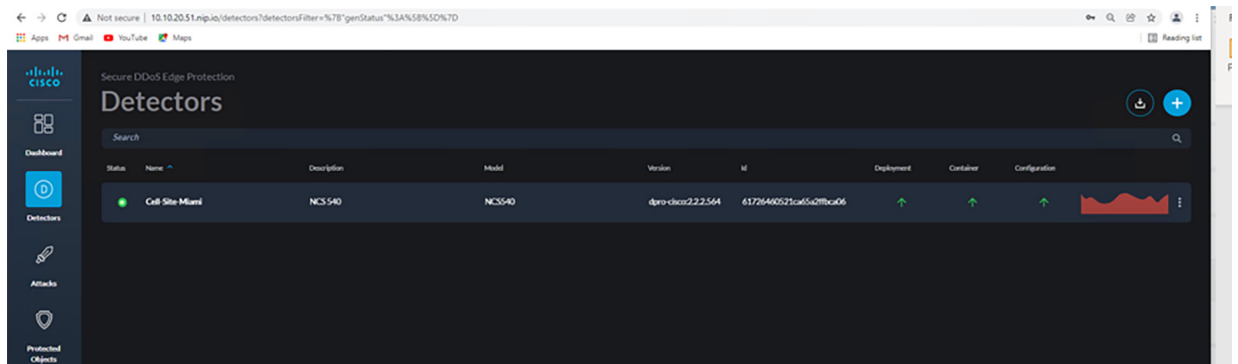 Not secure | 10.10.20.51.nip.io/detectors?detectorsFilter=%7B"genStatus"%3A%5B%5D%7D
Apps Gmail YouTube Maps Reading list
CISCO
Secure DDoS Edge Protection
Detectors
Search
Dashboard
Status Name Description Model Version Id Deployment Container Configuration
D
Cell-Site-Miami NCS 540 NCS540 dpro-cisco:2.2.2.564 61726460521ca65a2ffbca06
Detectors
Attacks
Protected
Objects